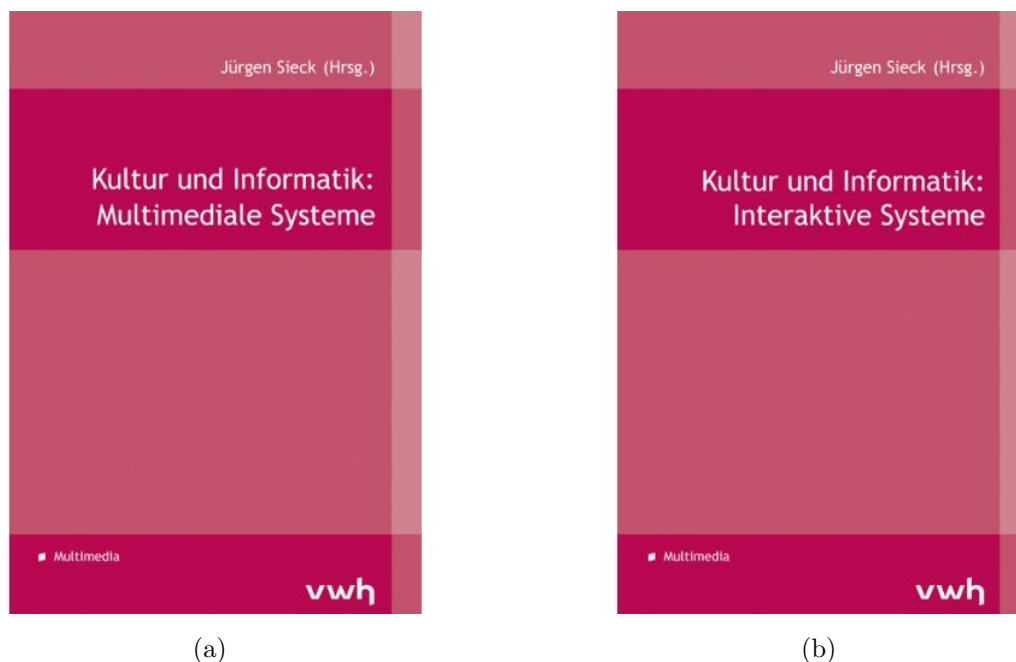 Jürgen Sieck (Hrsg.)
Kultur und Informatik:
Multimediale Systeme
Multimedia
vwh
(a)
Jürgen Sieck (Hrsg.)
Kultur und Informatik:
Interaktive Systeme
Multimedia
vwh
(b)